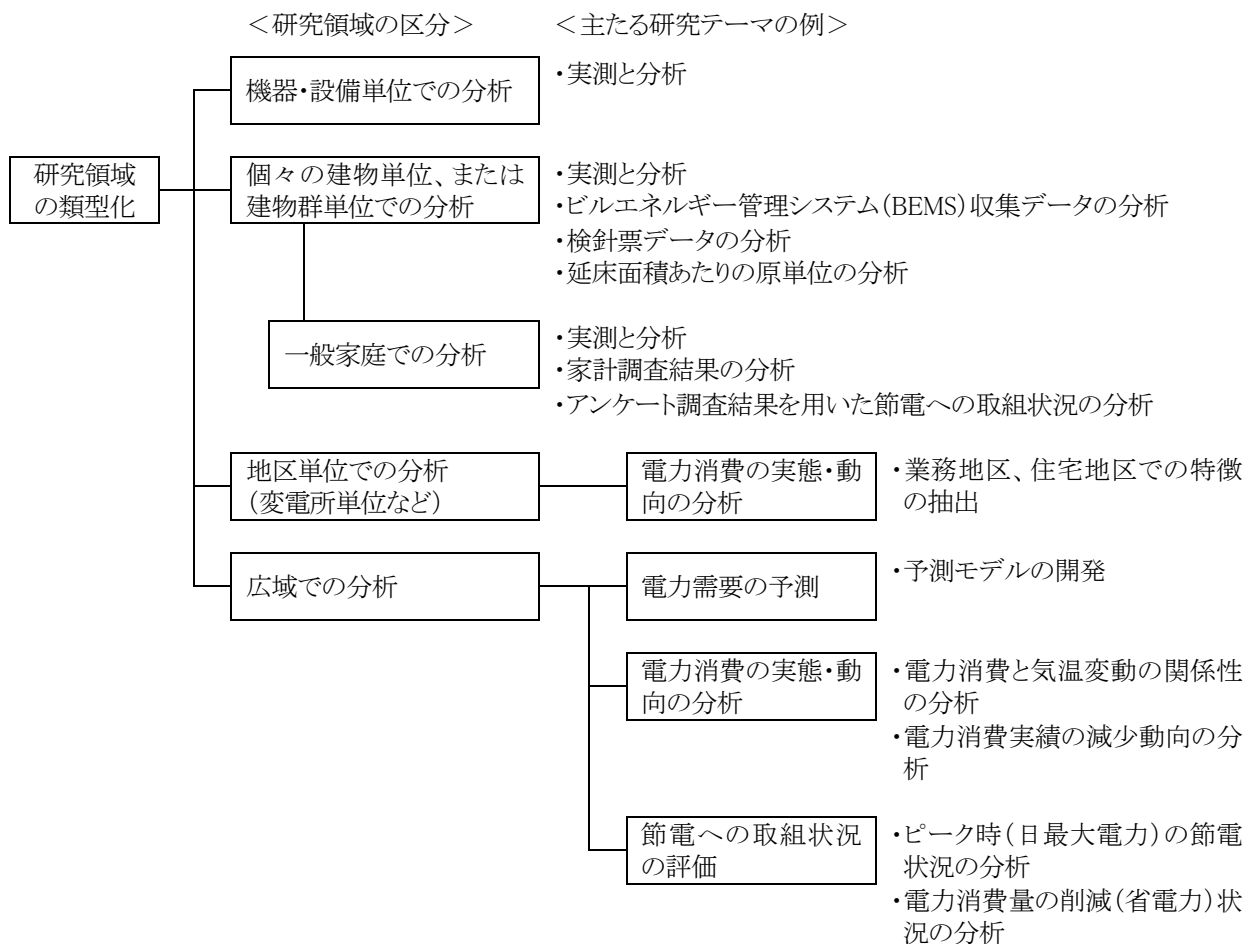 ＜研究領域の区分＞
＜主たる研究テーマの例＞
機器・設備単位での分析
・実測と分析
研究領域
の類型化
個々の建物単位、または
建物群単位での分析
・実測と分析
・ビルエネルギー管理システム（BEMS）収集データの分析
・検針票データの分析
・延床面積あたりの原単位の分析
一般家庭での分析
・実測と分析
・家計調査結果の分析
・アンケート調査結果を用いた節電への取組状況の分析
地区単位での分析
（変電所単位など）
電力消費の実態・動
向の分析
・業務地区、住宅地区での特徴
の抽出
広域での分析
電力需要の予測
・予測モデルの開発
電力消費の実態・動
向の分析
・電力消費と気温変動の関係性
の分析
・電力消費実績の減少動向の分
析
節電への取組状況
の評価
・ピーク時（日最大電力）の節電
状況の分析
・電力消費量の削減（省電力）状
況の分析